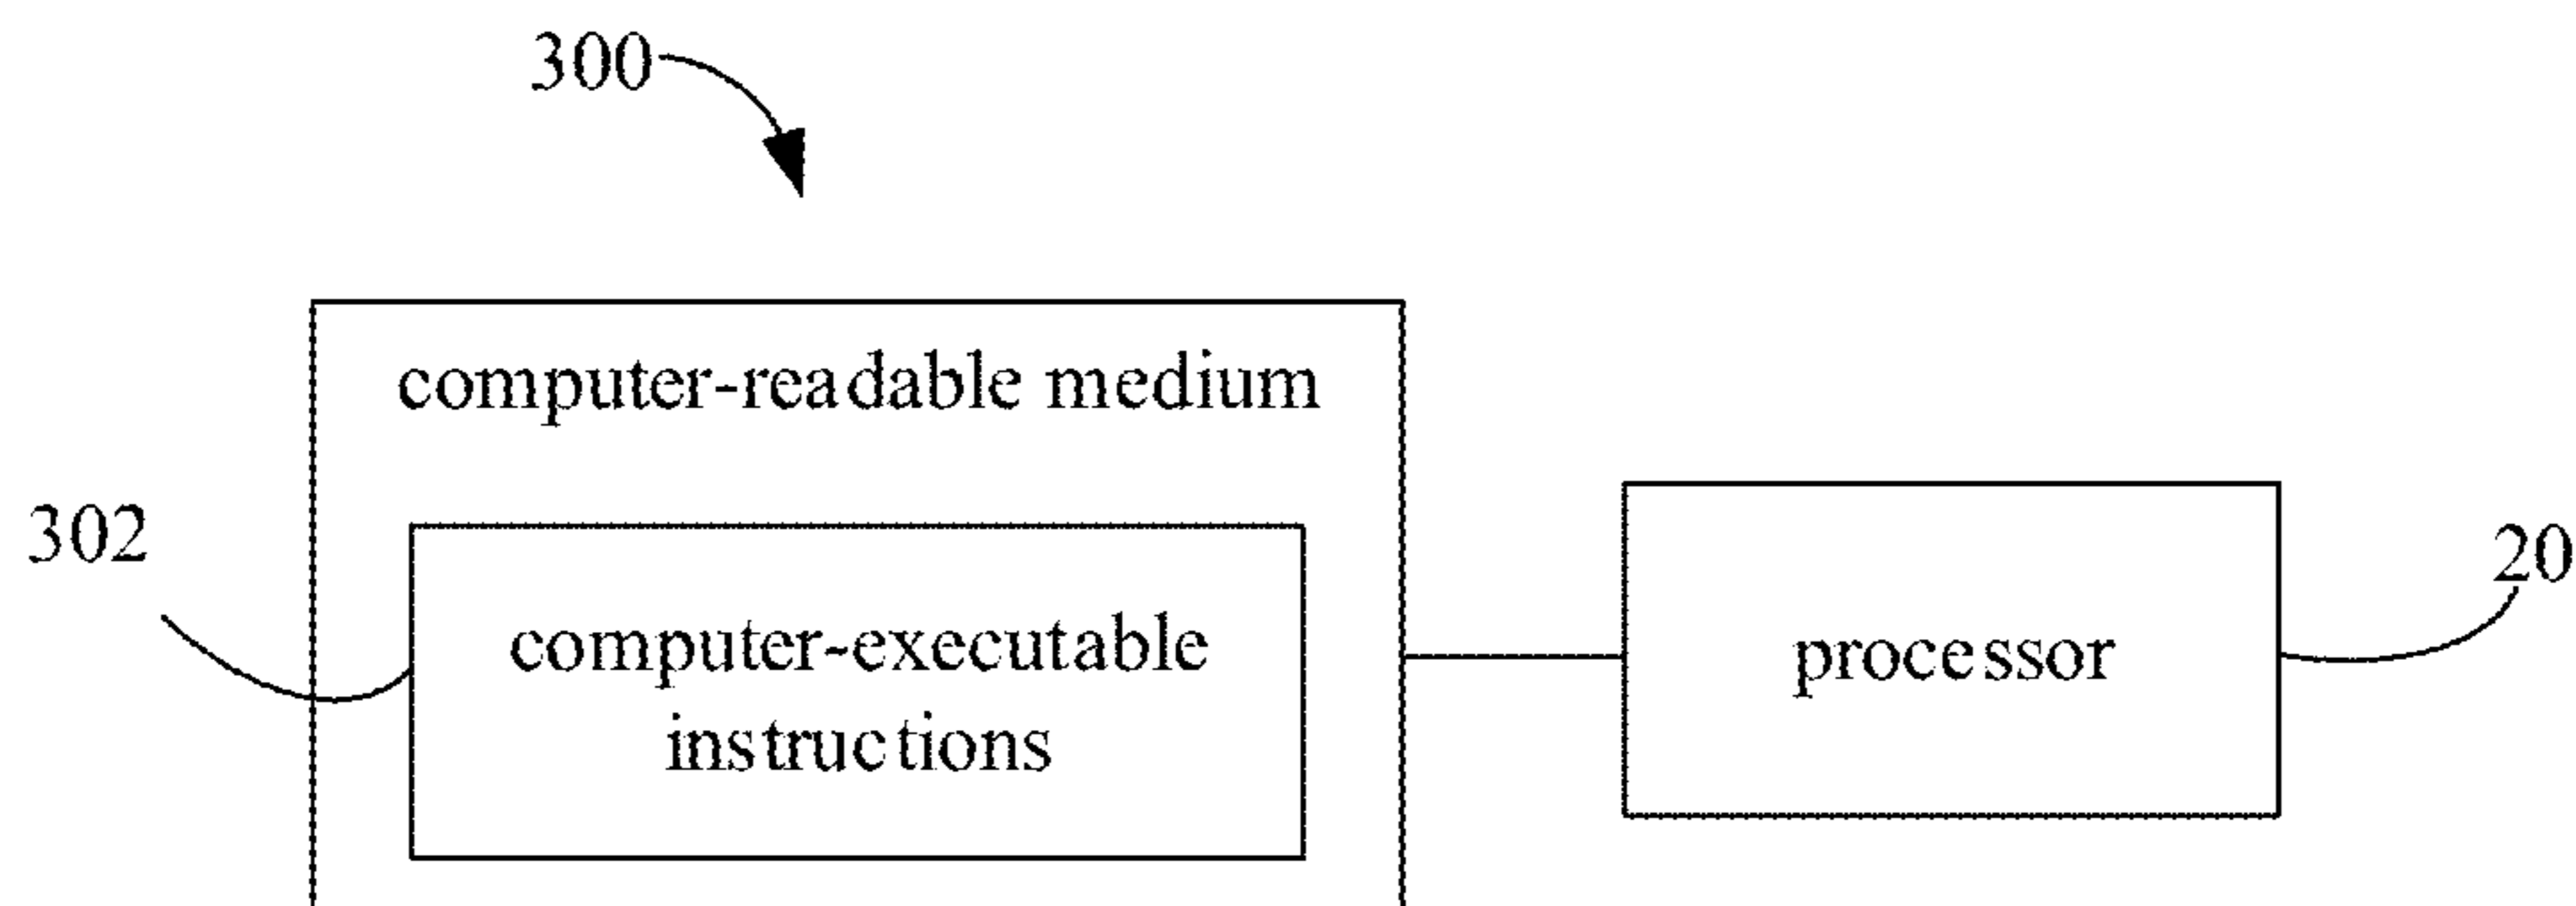 300
computer-readable medium
302
computer-executable
instructions
processor
20